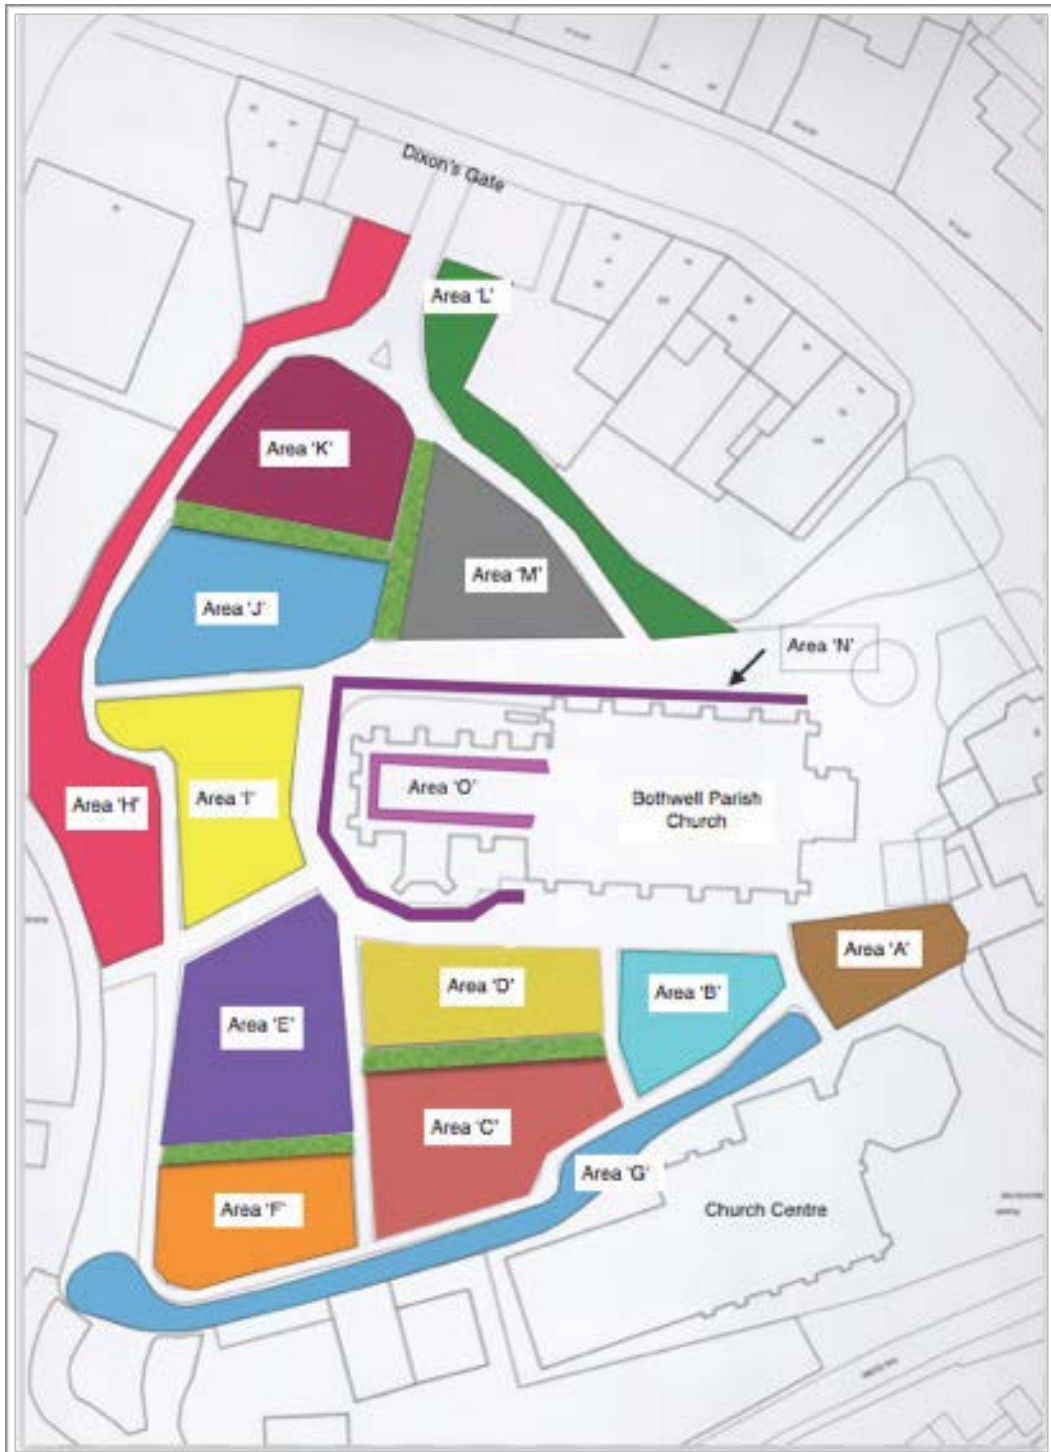 Dixon's Gate
Area 'L'
Area 'K'
Area 'M'
Area 'J'
Area 'N'
Area 'H'
Area 'I'
Area 'O'
Bothwell Parish
Church
Area 'A'
Area 'D'
Area 'B'
Area 'E'
Area 'C'
Area 'G'
Area 'F'
Church Centre